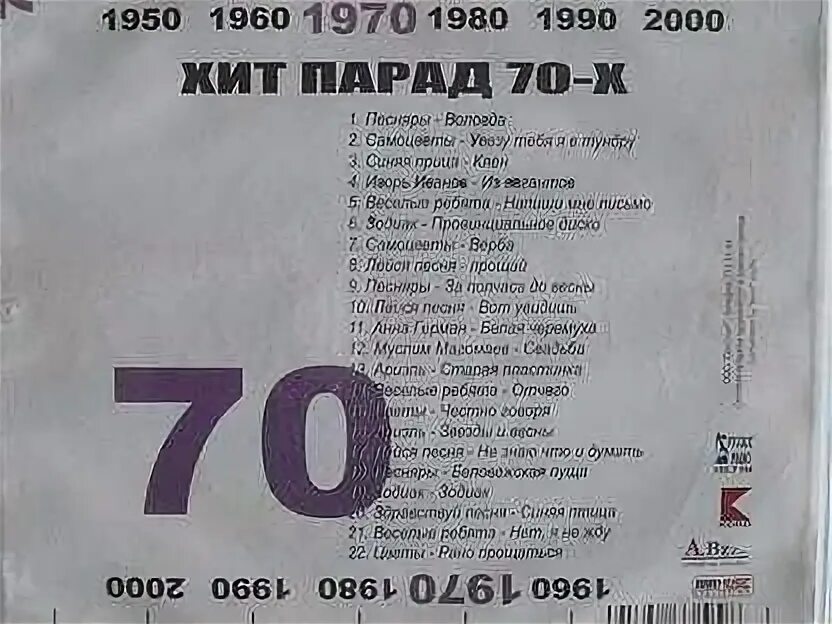 1950 1960 1970 1980 1990 2000
ХИТ ПАРАД 70-Х
1. Песняры - Вологда
2. Самоцветы - Увезу тебя я в тундру
3. Синяя птица - Клен
4. Игорь Иванов - Из вагантов
5. Веселые ребята - Напиши мне письмо
6. Зодиак - Провинциальное диско
7. Самоцветы - Верба
8. Лейся песня - прощай
9. Песняры - За полчаса до весны
10. Лейся песня - Вот увидишь
11. Анна Герман - Белая черемуха
12. Муслим Магомаев - Свадьба
13. Ариэль - Старая пластинка
Веселые ребята - Отчего
Цветы - Честно говоря
Ариэль - Звезды и весны
Лейся песня - Не знаю что и думать
Песняры - Беловежская пуща
Зодиак - Зодиак
20. Здравствуй песня - Синяя птица
21. Веселые ребята - Нет, я не жду
22. Цветы - Рано прощаться
70
1960 1970 1980 1990 2000